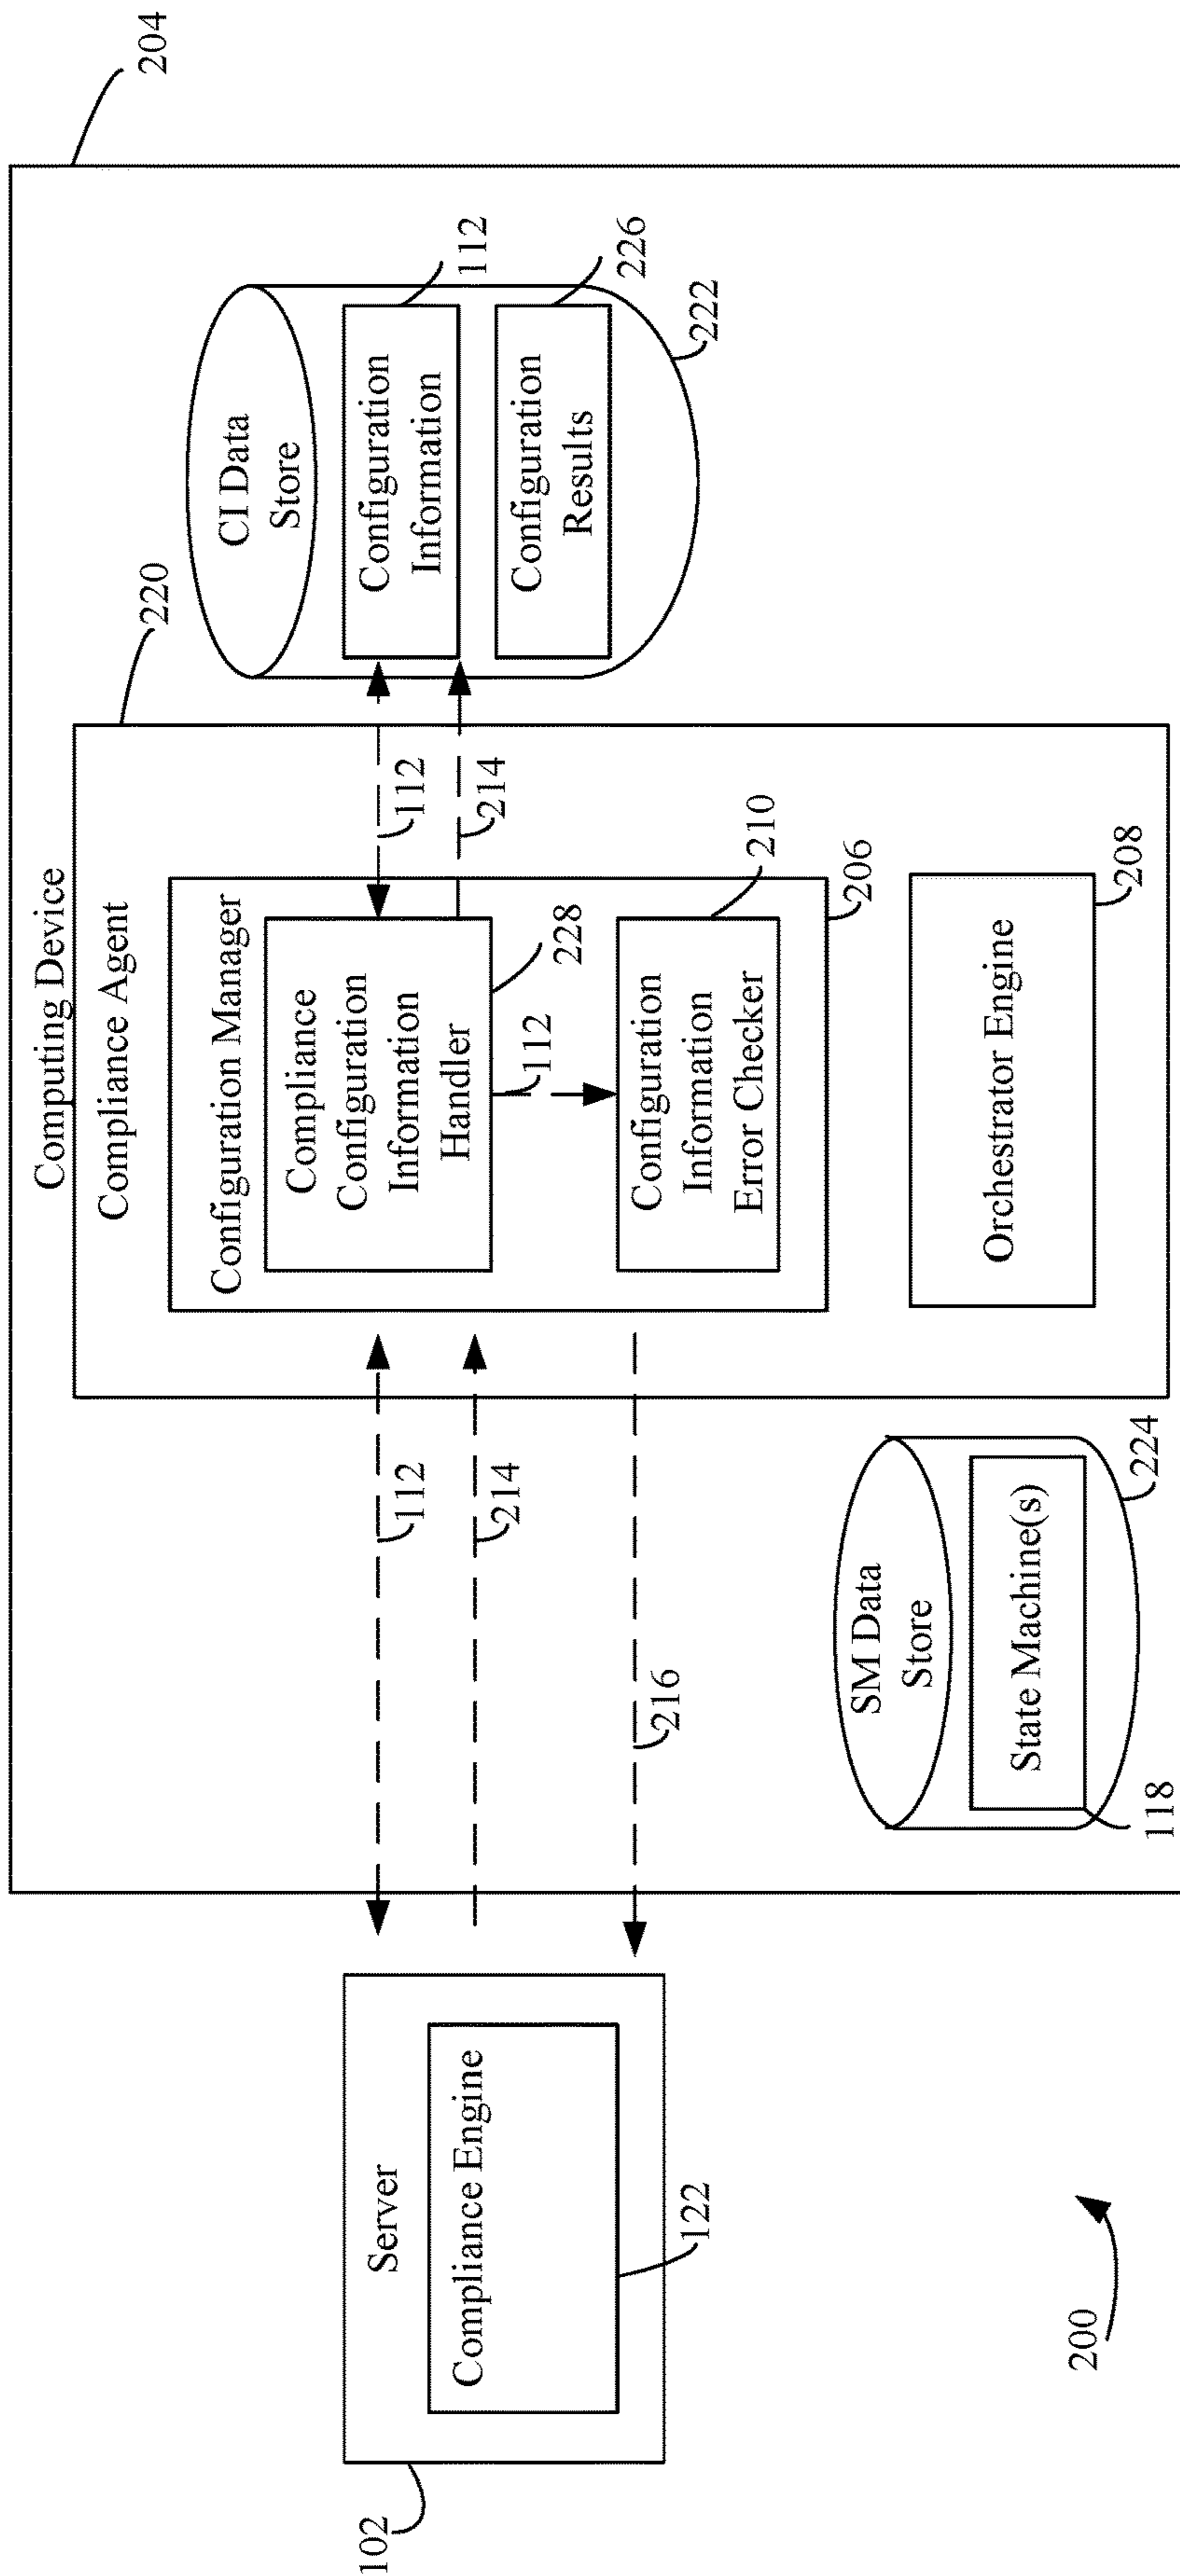 204
Computing Device
220
Compliance Agent
Configuration Manager
Compliance
Configuration
Information
Handler
228
112
Configuration
Information
Error Checker
210
206
Orchestrator Engine
208
CI Data
Store
Configuration
Information
112
Configuration
Results
226
222
112
214
112
214
216
SM Data
Store
State Machine(s)
224
118
Server
Compliance Engine
122
102
200